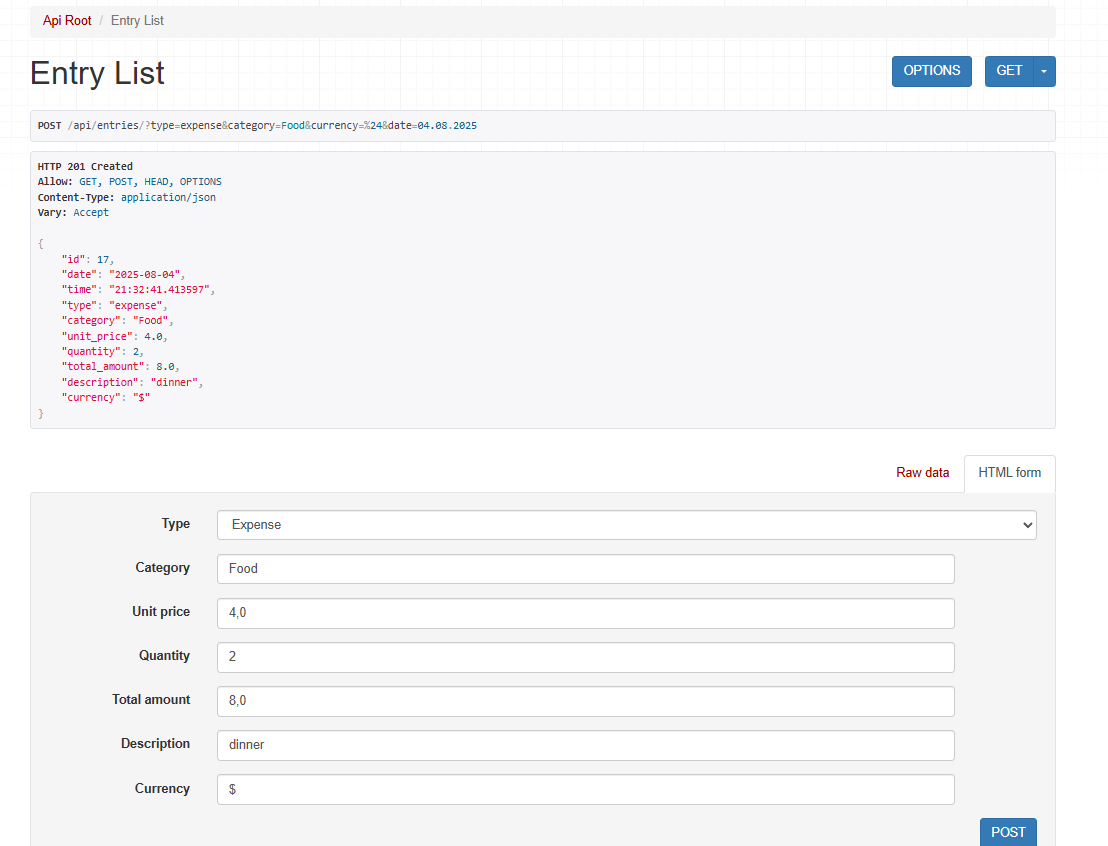 Api Root / Entry List
Entry List
OPTIONS
GET
POST /api/entries/?type=expense&category=Food&currency=%24&date=04.08.2025
HTTP 201 Created
Allow: GET, POST, HEAD, OPTIONS
Content-Type: application/json
Vary: Accept
{
    "id": 17,
    "date": "2025-08-04",
    "time": "21:32:41.413597",
    "type": "expense",
    "category": "Food",
    "unit_price": 4.0,
    "quantity": 2,
    "total_amount": 8.0,
    "description": "dinner",
    "currency": "$"
}
Raw data
HTML form
Type Expense
Category Food
Unit price 4,0
Quantity 2
Total amount 8,0
Description dinner
Currency $
POST